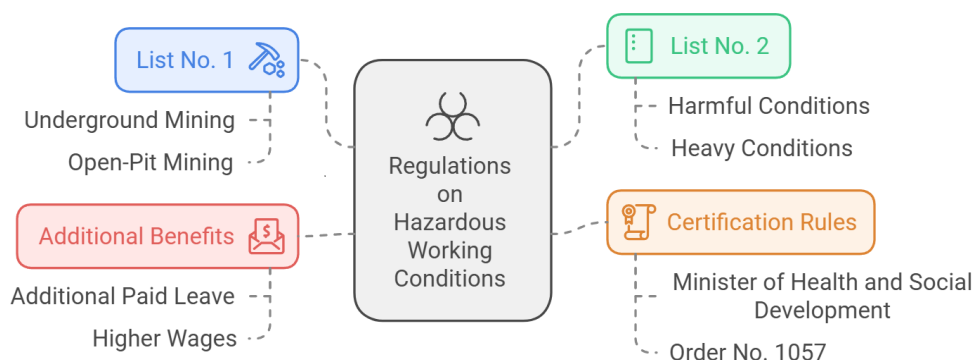 List No. 1
Underground Mining
Open-Pit Mining
Additional Benefits
Additional Paid Leave
Higher Wages
Regulations
on
Hazardous
Working
Conditions
List No. 2
Harmful Conditions
Heavy Conditions
Certification Rules
Minister of Health and Social
Development
Order No. 1057